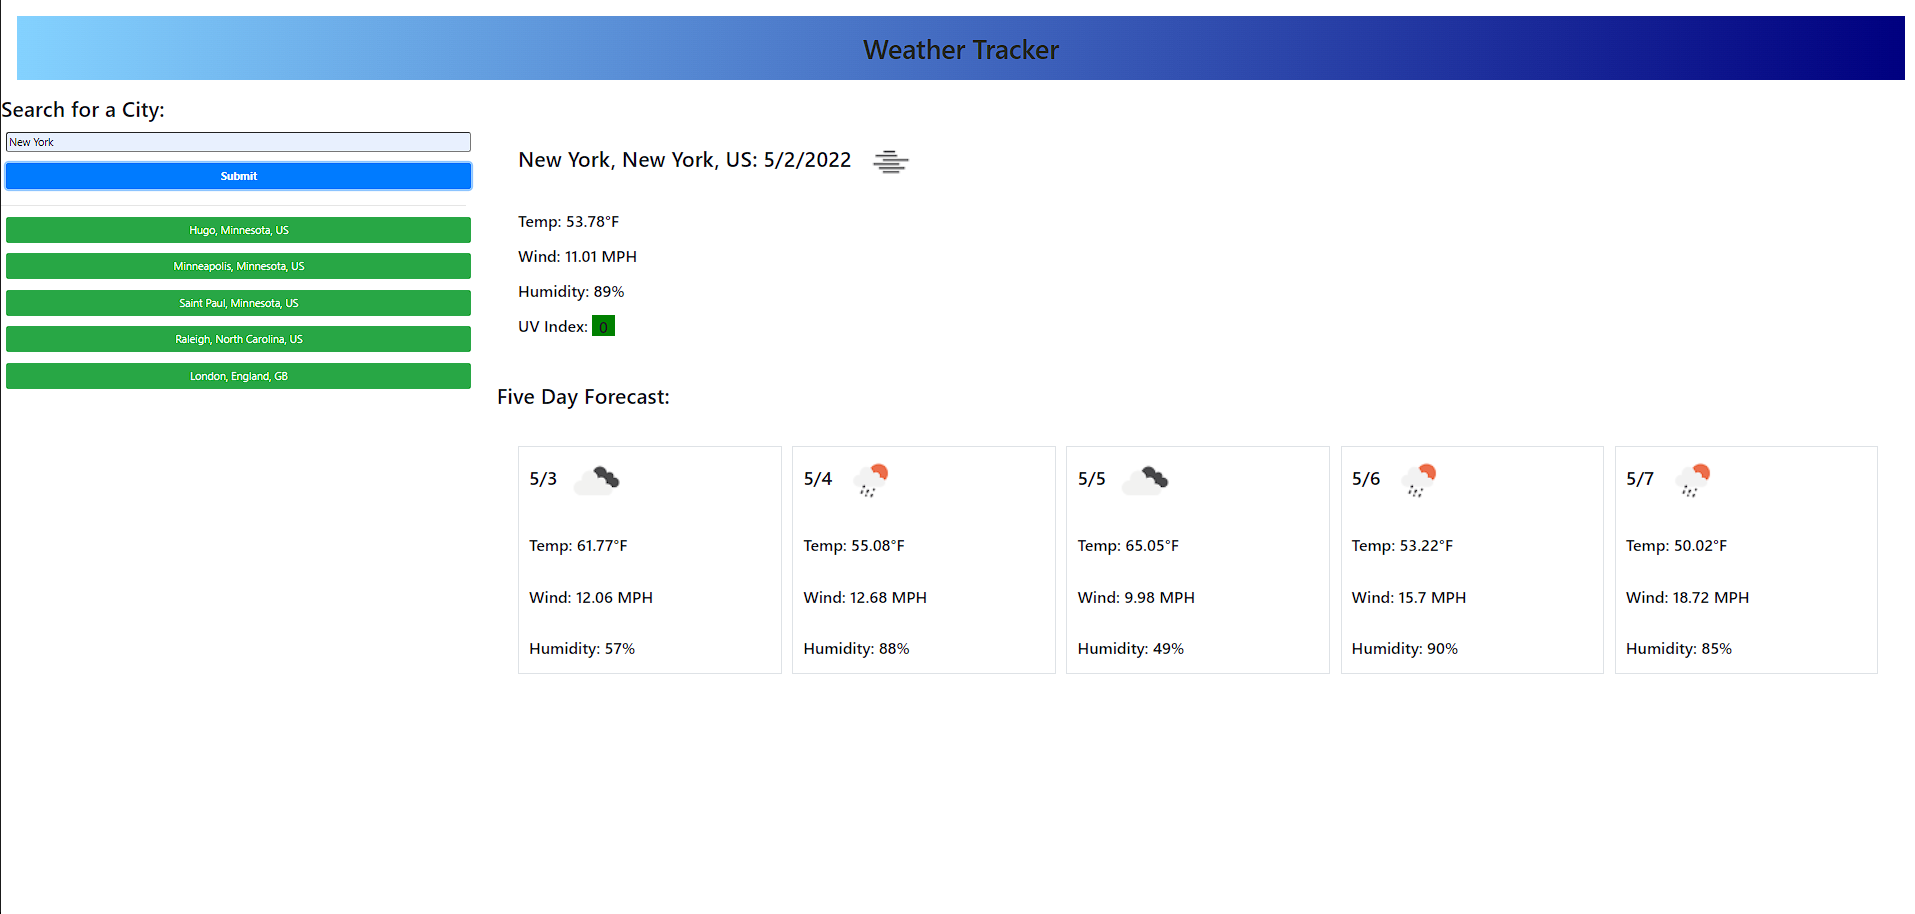 Weather Tracker
Search for a City:
New York
Submit
Hugo, Minnesota, US
Minneapolis, Minnesota, US
Saint Paul, Minnesota, US
Raleigh, North Carolina, US
London, England, GB
New York, New York, US: 5/2/2022
Temp: 53.78°F
Wind: 11.01 MPH
Humidity: 89%
UV Index: 0
Five Day Forecast:
5/3
Temp: 61.77°F
Wind: 12.06 MPH
Humidity: 57%
5/4
Temp: 55.08°F
Wind: 12.68 MPH
Humidity: 88%
5/5
Temp: 65.05°F
Wind: 9.98 MPH
Humidity: 49%
5/6
Temp: 53.22°F
Wind: 15.7 MPH
Humidity: 90%
5/7
Temp: 50.02°F
Wind: 18.72 MPH
Humidity: 85%